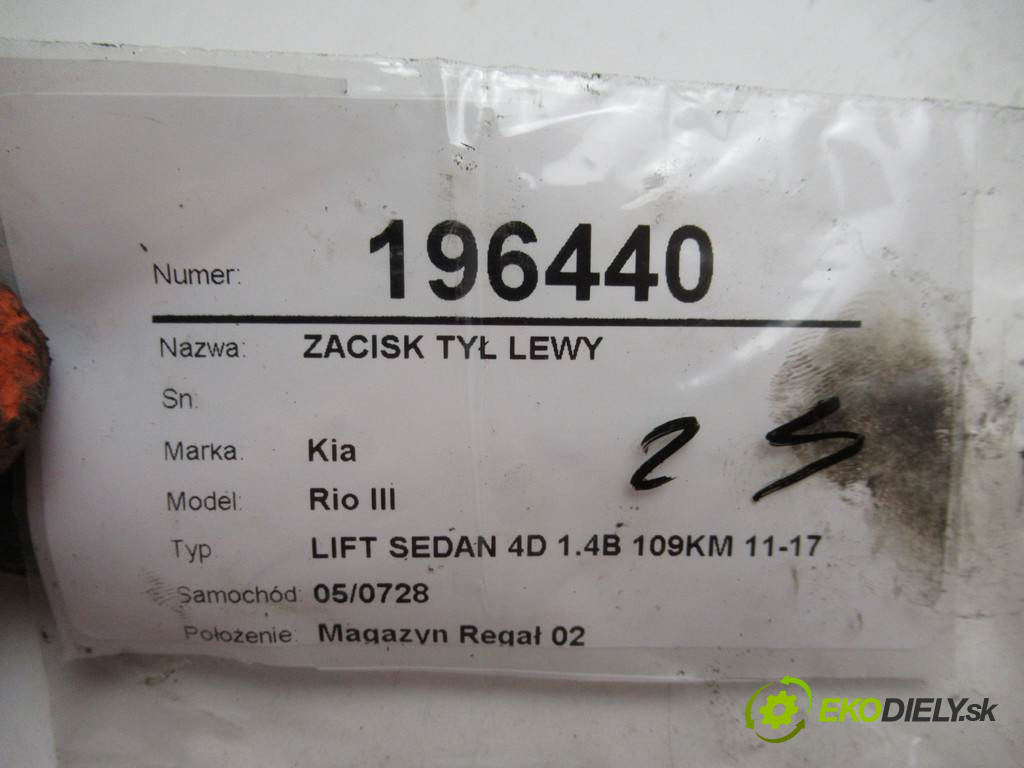 Numer: 196440
Nazwa: ZACISK TYŁ LEWY
Sn:
Marka: Kia
Model: Rio III
Typ LIFT SEDAN 4D 1.4B 109KM 11-17
Samochód: 05/0728
Położenie: Magazyn Regał 02
2
EKODIELY.sk